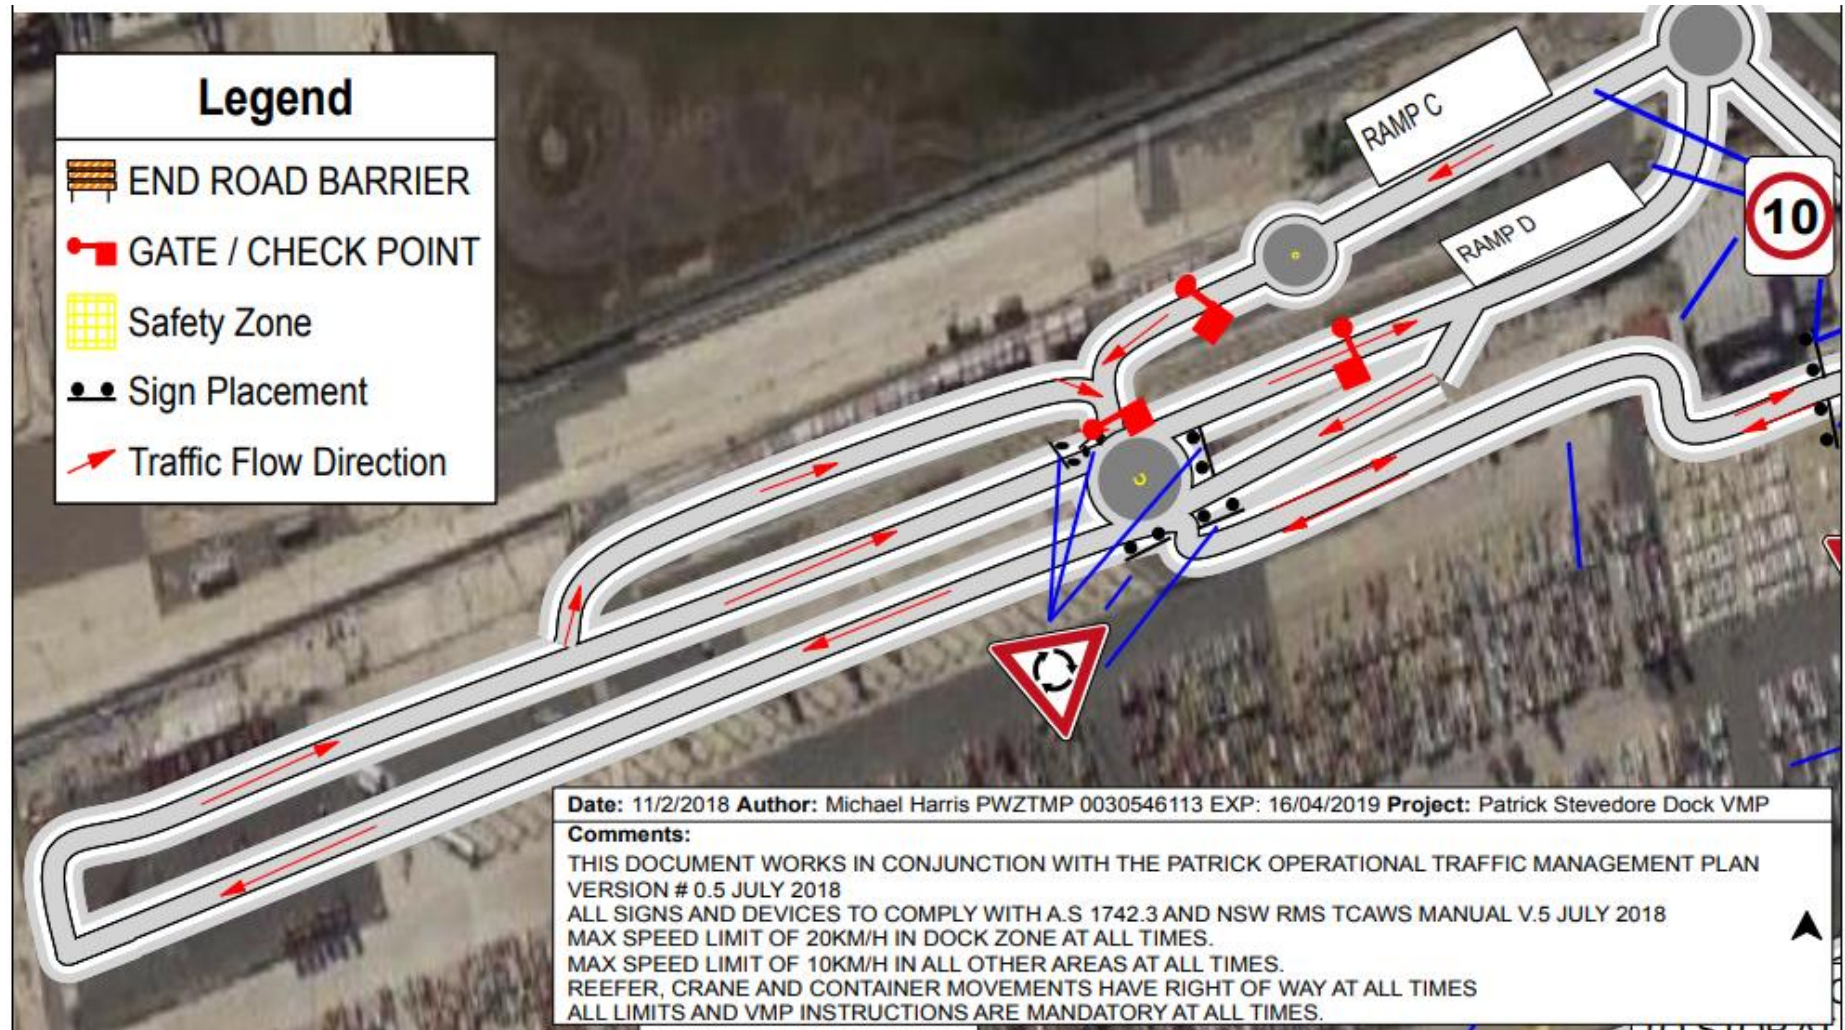 Legend
END ROAD BARRIER
GATE / CHECK POINT
Safety Zone
Sign Placement
Traffic Flow Direction
RAMP C
RAMP D
10
Date: 11/2/2018 Author: Michael Harris PWZTMP 0030546113 EXP: 16/04/2019 Project: Patrick Stevedore Dock VMP
Comments:
THIS DOCUMENT WORKS IN CONJUNCTION WITH THE PATRICK OPERATIONAL TRAFFIC MANAGEMENT PLAN
VERSION # 0.5 JULY 2018
ALL SIGNS AND DEVICES TO COMPLY WITH A.S 1742.3 AND NSW RMS TCAWS MANUAL V.5 JULY 2018
MAX SPEED LIMIT OF 20KM/H IN DOCK ZONE AT ALL TIMES.
MAX SPEED LIMIT OF 10KM/H IN ALL OTHER AREAS AT ALL TIMES.
REEFER, CRANE AND CONTAINER MOVEMENTS HAVE RIGHT OF WAY AT ALL TIMES
ALL LIMITS AND VMP INSTRUCTIONS ARE MANDATORY AT ALL TIMES.